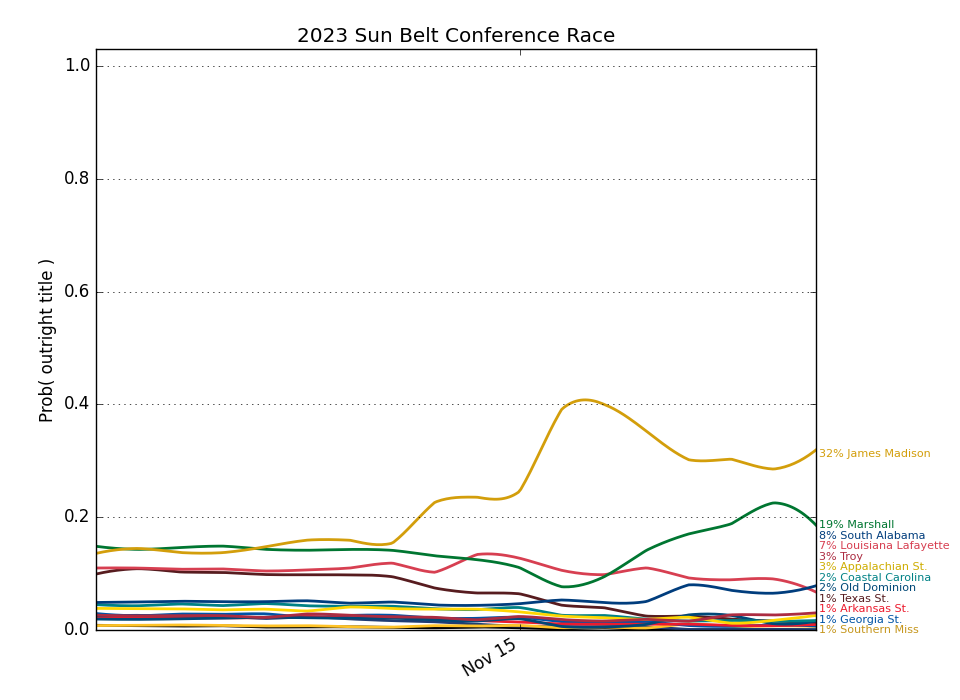 2023 Sun Belt Conference Race
1.0
0.8
0.6
0.4
0.2
0.0
Prob( outright title )
Nov 15
32% James Madison
19% Marshall
8% South Alabama
7% Louisiana Lafayette
3% Troy
3% Appalachian St.
2% Coastal Carolina
2% Old Dominion
1% Texas St.
1% Arkansas St.
1% Georgia St.
1% Southern Miss